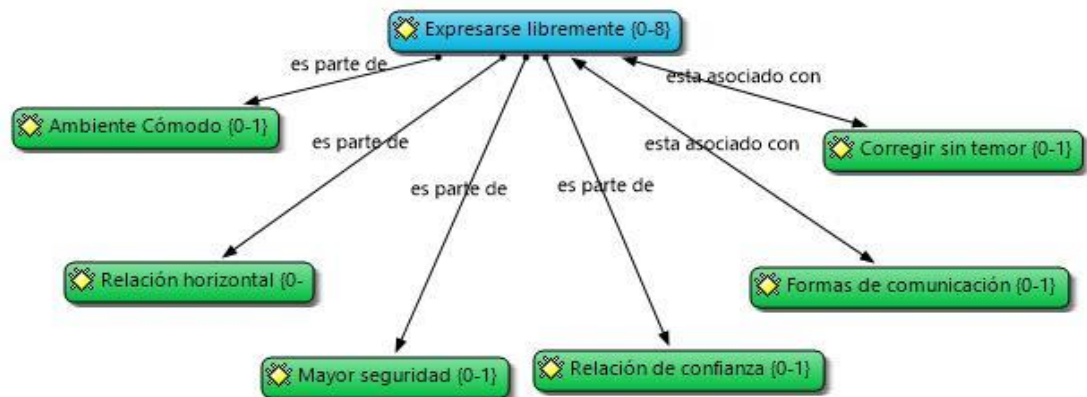 Expresarse libremente {0-8}
es parte de
esta asociado con
Ambiente Cómodo {0-1}
es parte de
esta asociado con
Corregir sin temor {0-1}
es parte de
es parte de
Relación horizontal {0-
Formas de comunicación {0-1}
Mayor seguridad {0-1}
Relación de confianza {0-1}